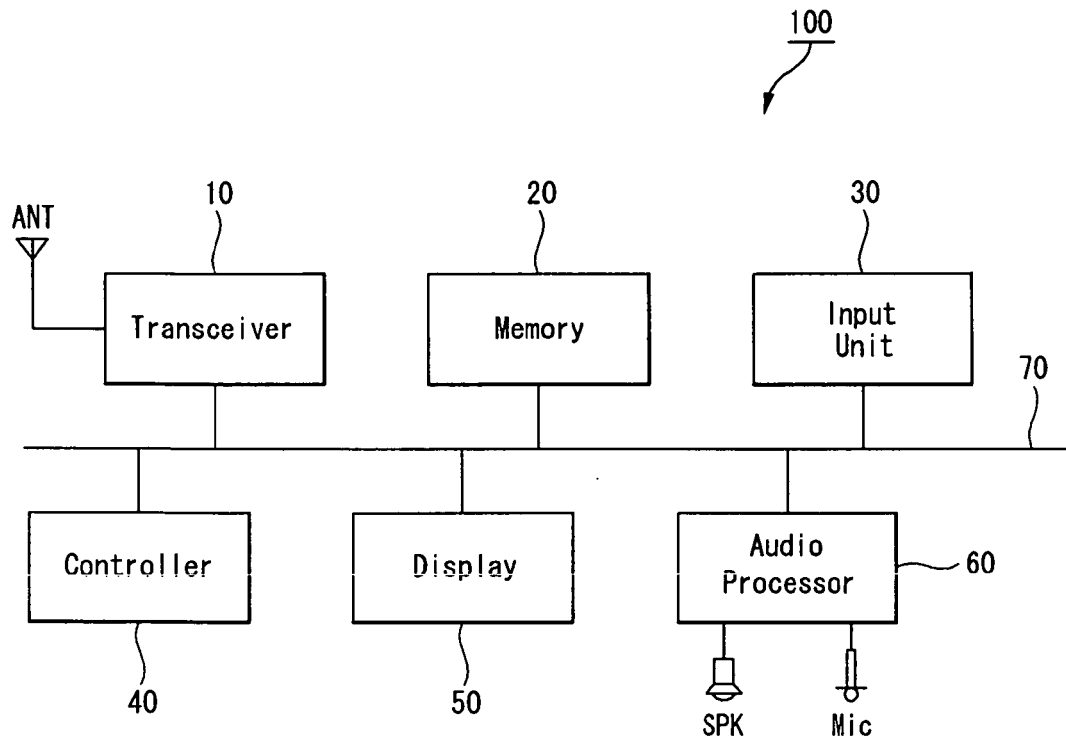 100
10
20
30
ANT
Transceiver
Memory
Input
Unit
70
Controller
Display
Audio
Processor
60
40
50
SPK
Mic